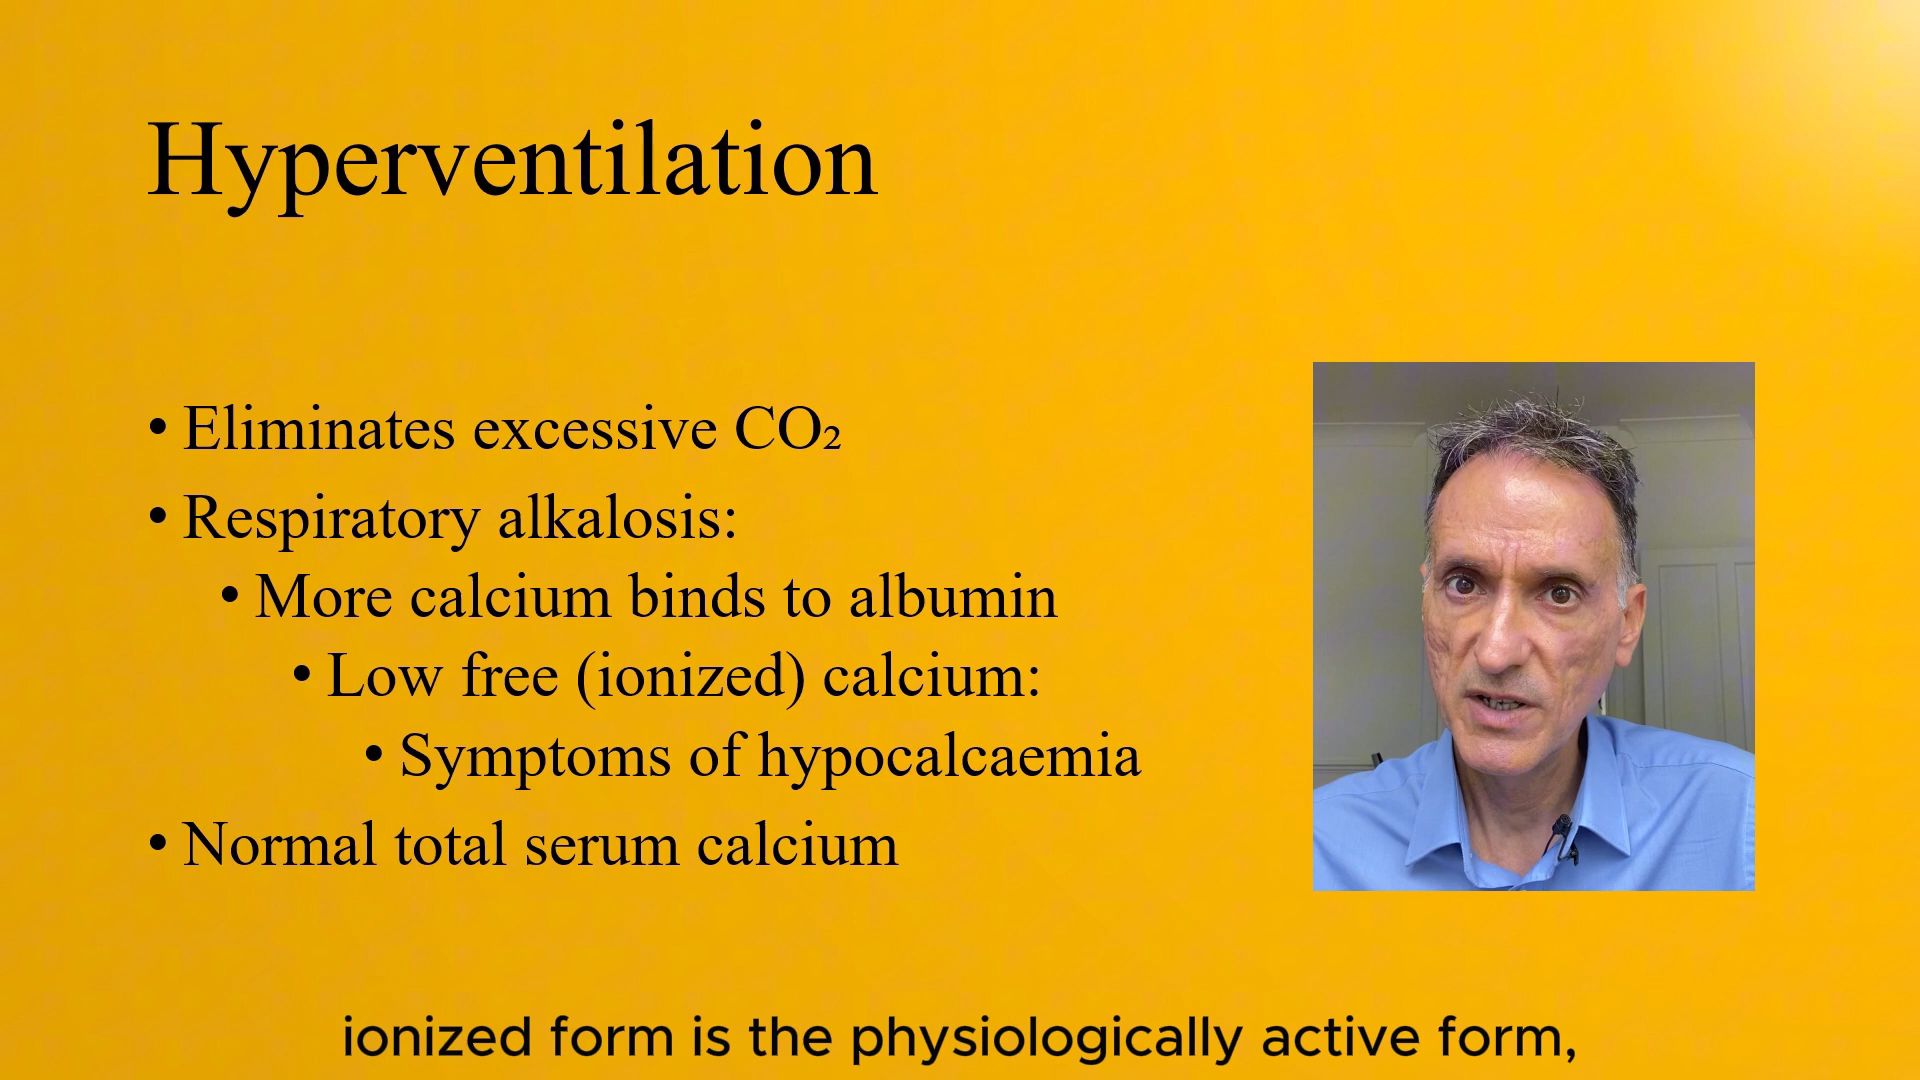 Hyperventilation
• Eliminates excessive CO₂
• Respiratory alkalosis:
• More calcium binds to albumin
• Low free (ionized) calcium:
• Symptoms of hypocalcaemia
• Normal total serum calcium
ionized form is the physiologically active form,